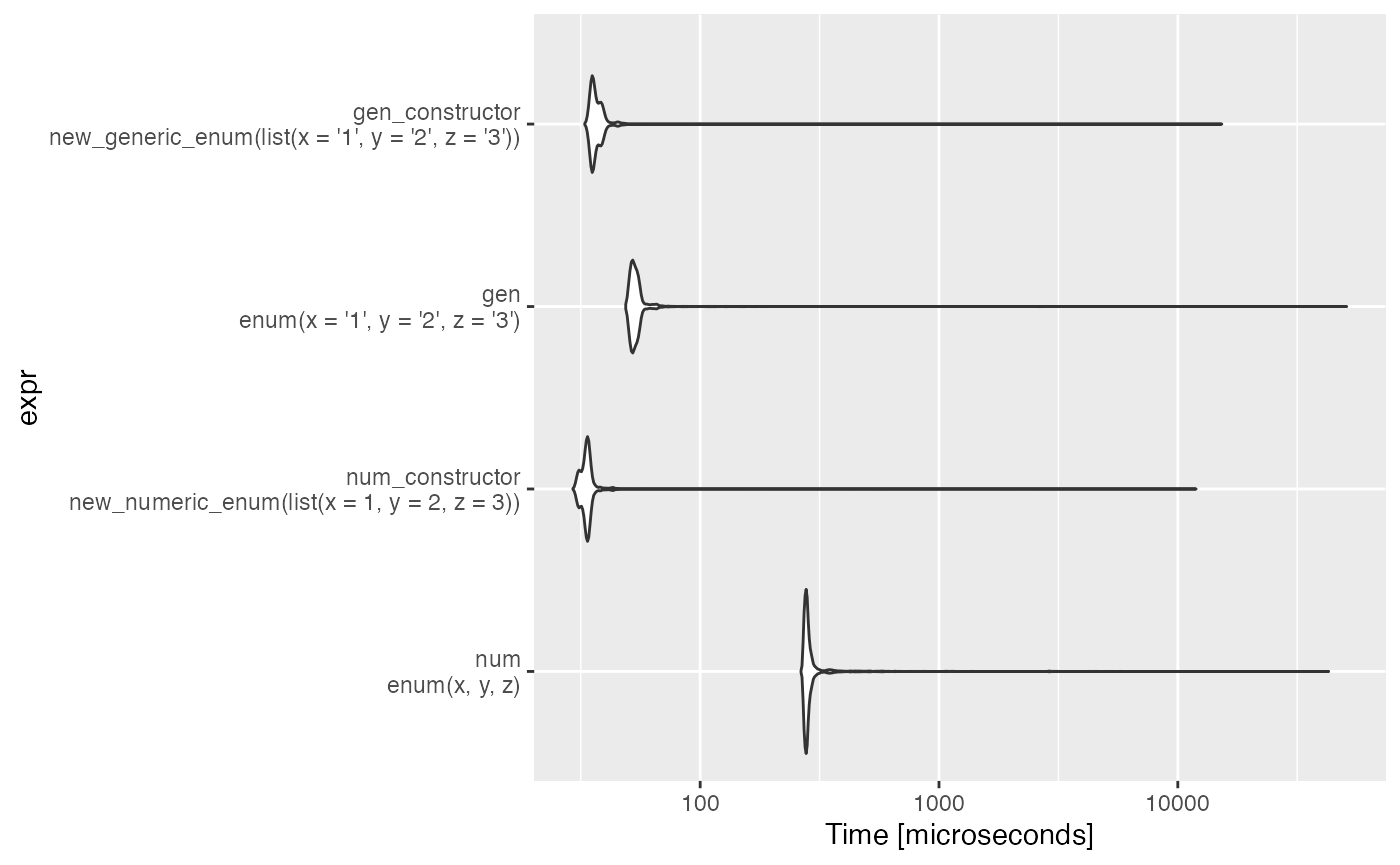 gen_constructor
new_generic_enum(list(x = '1', y = '2', z = '3'))
gen
enum(x = '1', y = '2', z = '3')
expr
num_constructor
new_numeric_enum(list(x = 1, y = 2, z = 3))
num
enum(x, y, z)
100 1000 10000
Time [microseconds]